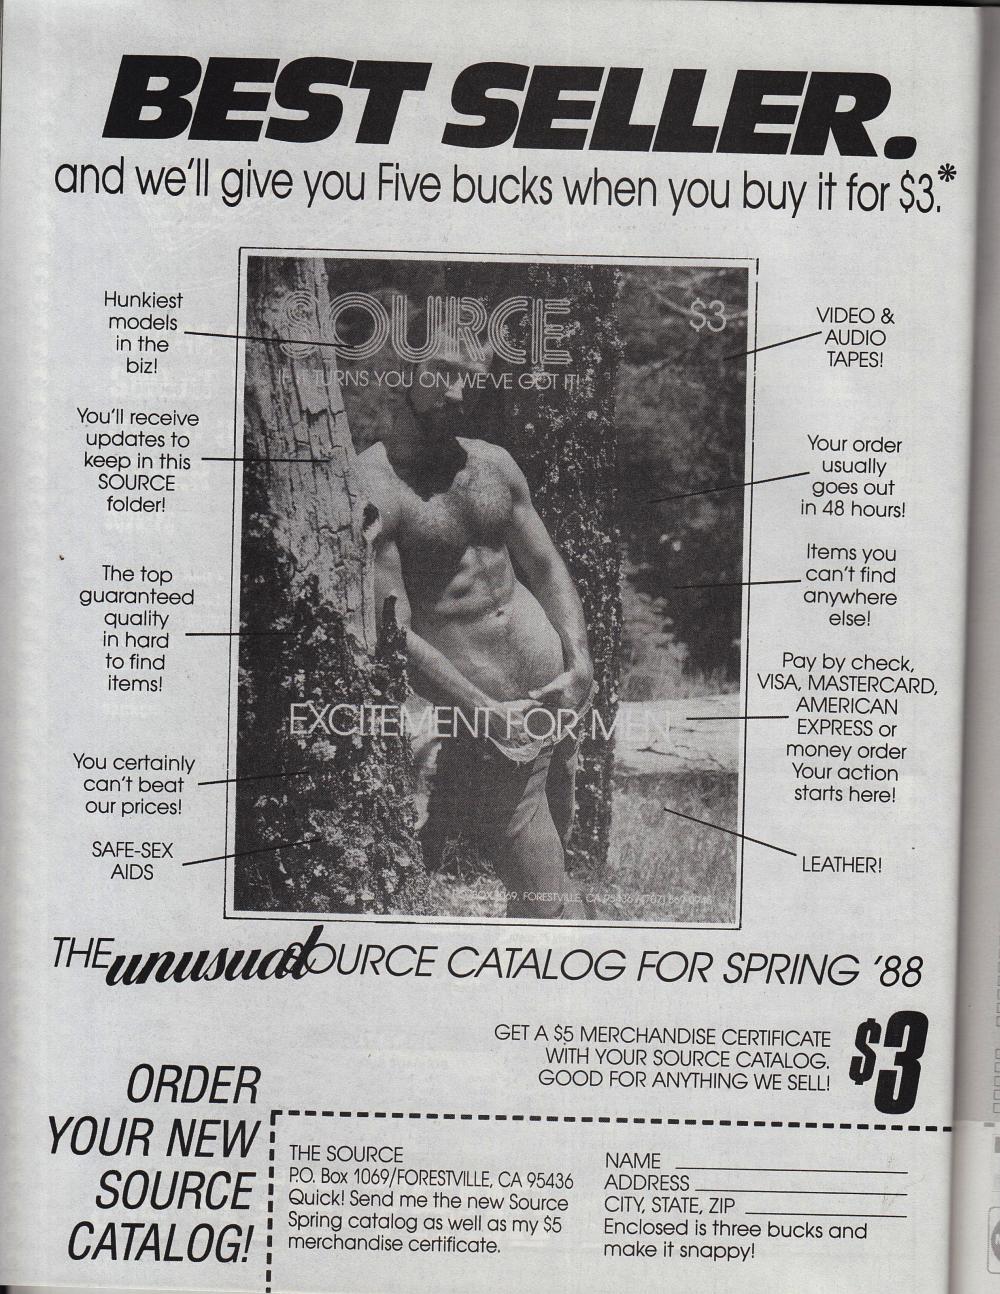 BEST SELLER.
and we'll give you Five bucks when you buy it for $3.*
Hunkiest
models
in the
biz!
You'll receive
updates to
keep in this
SOURCE
folder!
The top
guaranteed
quality
in hard
to find
items!
You certainly
can't beat
our prices!
SAFE-SEX
AIDS
SOURCE
$3
IF IT TURNS YOU ON, WE'VE GOT IT!
EXCITEMENT FOR MEN
BOX 1069, FORESTVILLE, CA 95436
VIDEO &
AUDIO
TAPES!
Your order
usually
goes out
in 48 hours!
Items you
can't find
anywhere
else!
Pay by check,
VISA, MASTERCARD,
AMERICAN
EXPRESS or
money order
Your action
starts here!
LEATHER!
THE unusual SOURCE CATALOG FOR SPRING '88
GET A $5 MERCHANDISE CERTIFICATE
WITH YOUR SOURCE CATALOG.
GOOD FOR ANYTHING WE SELL!
$3
ORDER
YOUR NEW
SOURCE
CATALOG!
THE SOURCE
P.O. Box 1069/FORESTVILLE, CA 95436
Quick! Send me the new Source
Spring catalog as well as my $5
merchandise certificate.
NAME
ADDRESS
CITY, STATE, ZIP
Enclosed is three bucks and
make it snappy!